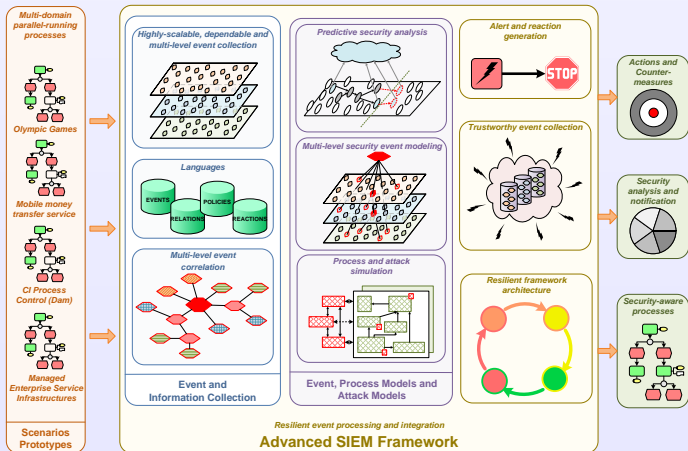 Multi-domain
parallel-running
processes
Olympic Games
Mobile money
transfer service
CI Process
Control (Dam)
Managed
Enterprise Service
Infrastructures
Scenarios
Prototypes
Highly-scalable, dependable and
multi-level event collection
Languages
EVENTS
RELATIONS
POLICIES
REACTIONS
Multi-level event
correlation
Event and
Information Collection
Predictive security analysis
Multi-level security event modeling
Process and attack
simulation
Event, Process Models and
Attack Models
Alert and reaction
generation
STOP
Trustworthy event collection
Resilient framework
architecture
Resilient event processing and integration
Advanced SIEM Framework
Actions and Counter-
measures
Security
analysis and
notification
Security-aware
processes